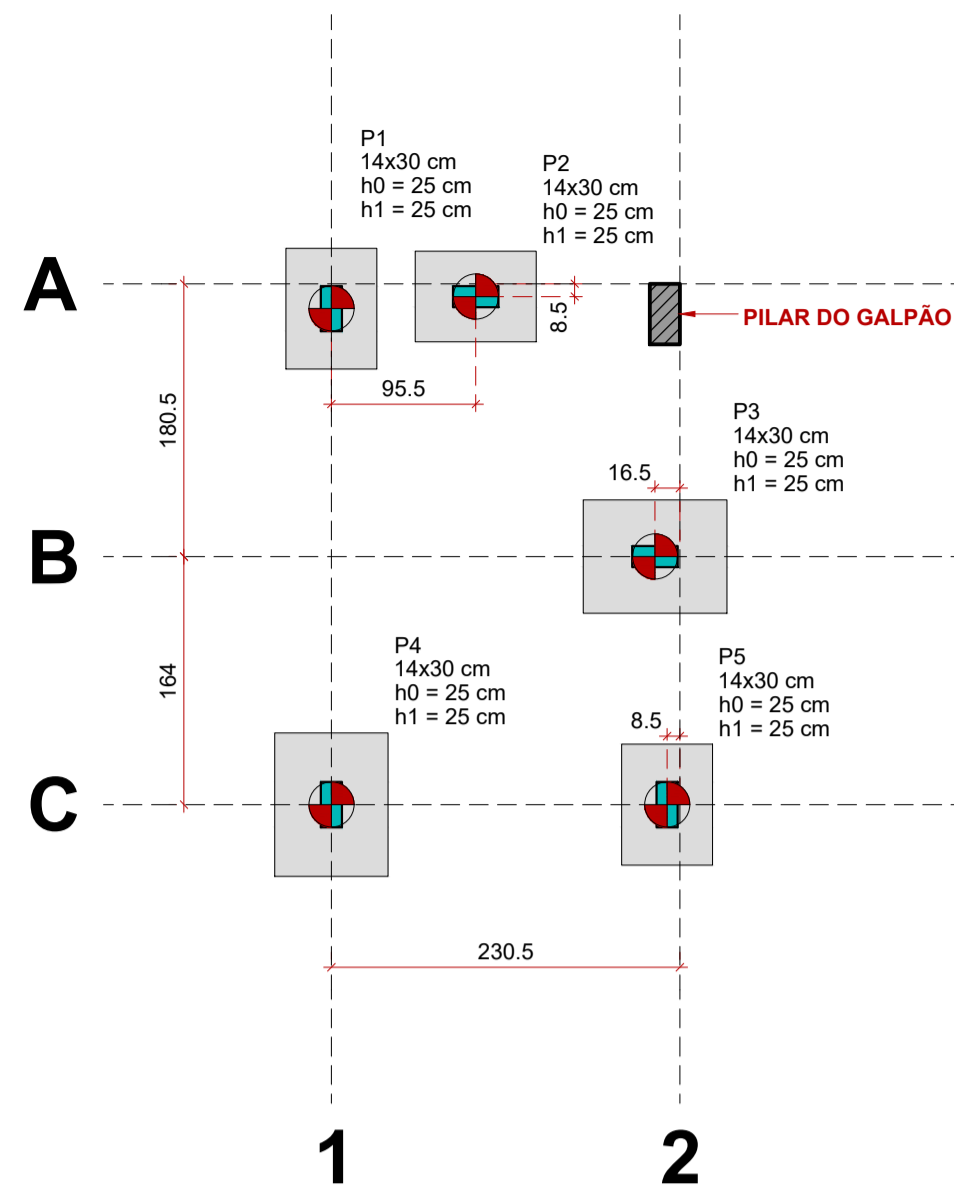 P1
14x30 cm
h0 = 25 cm
h1 = 25 cm
P2
14x30 cm
h0 = 25 cm
h1 = 25 cm
A
8.5
PILAR DO GALPÃO
95.5
180.5
P3
14x30 cm
h0 = 25 cm
h1 = 25 cm
16.5
B
P4
14x30 cm
h0 = 25 cm
h1 = 25 cm
P5
14x30 cm
h0 = 25 cm
h1 = 25 cm
164
8.5
C
230.5
1
2